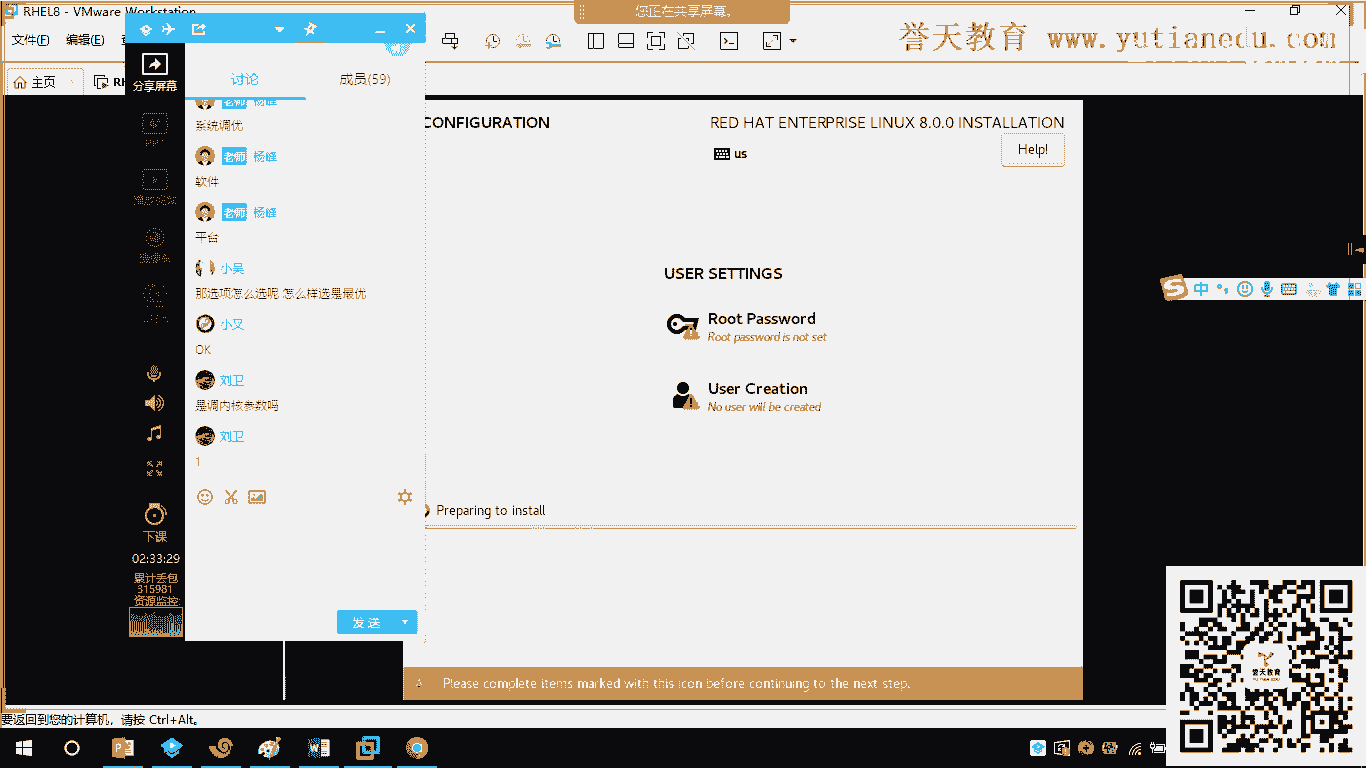 RHEL8 - VMware Workstation
您正在共享屏幕。
文件(F)
编辑(E)
誉天教育 www.yutianedu.com
主页
分享屏幕
讨论
成员(59)
老师
系统调优
老师 杨峰
软件
老师 杨峰
平台
小吴
那选项怎么选呢 怎么样选是最优
小叉
OK
刘卫
是调内核参数吗
刘卫
1
下课
02:33:29
累计丢包
315981
资源监控
发送
CONFIGURATION
RED HAT ENTERPRISE LINUX 8.0.0 INSTALLATION
us
Help!
USER SETTINGS
Root Password
Root password is not set
User Creation
No user will be created
Preparing to install
Please complete items marked with this icon before continuing to the next step.
中
誉天教育
要返回到您的计算机，请按 Ctrl+Alt。